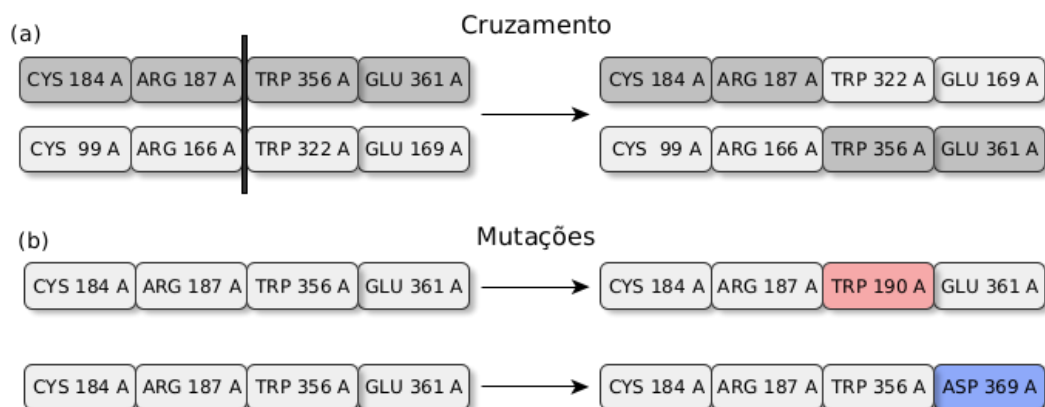 (a)
Cruzamento
CYS 184 A ARG 187 A TRP 356 A GLU 361 A
CYS 184 A ARG 187 A TRP 322 A GLU 169 A
CYS 99 A ARG 166 A TRP 322 A GLU 169 A
CYS 99 A ARG 166 A TRP 356 A GLU 361 A
(b)
Mutações
CYS 184 A ARG 187 A TRP 356 A GLU 361 A
CYS 184 A ARG 187 A TRP 190 A GLU 361 A
CYS 184 A ARG 187 A TRP 356 A GLU 361 A
CYS 184 A ARG 187 A TRP 356 A ASP 369 A